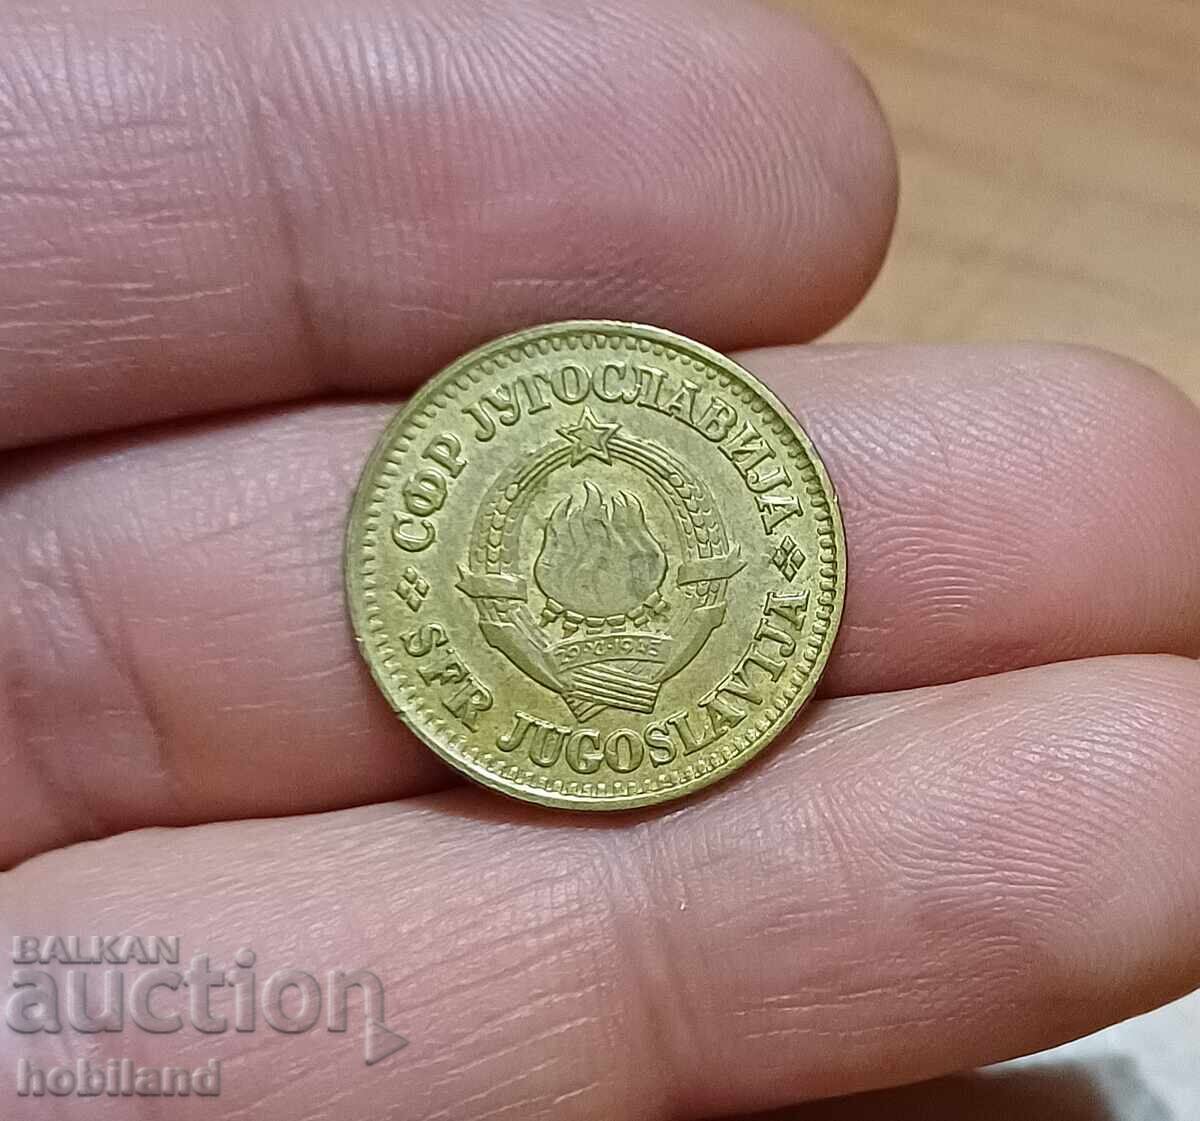 СФР ЈУГОСЛАВИЈА
SFR JUGOSLAVIJA
BALKAN
auction
hobiland